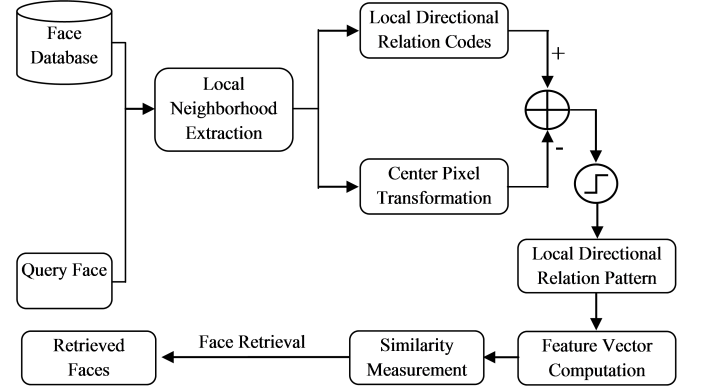 Face
Database
Local
Neighborhood
Extraction
Query Face
Local Directional
Relation Codes
+
Center Pixel
Transformation
-
Local Directional
Relation Pattern
Feature Vector
Computation
Similarity
Measurement
Face Retrieval
Retrieved
Faces